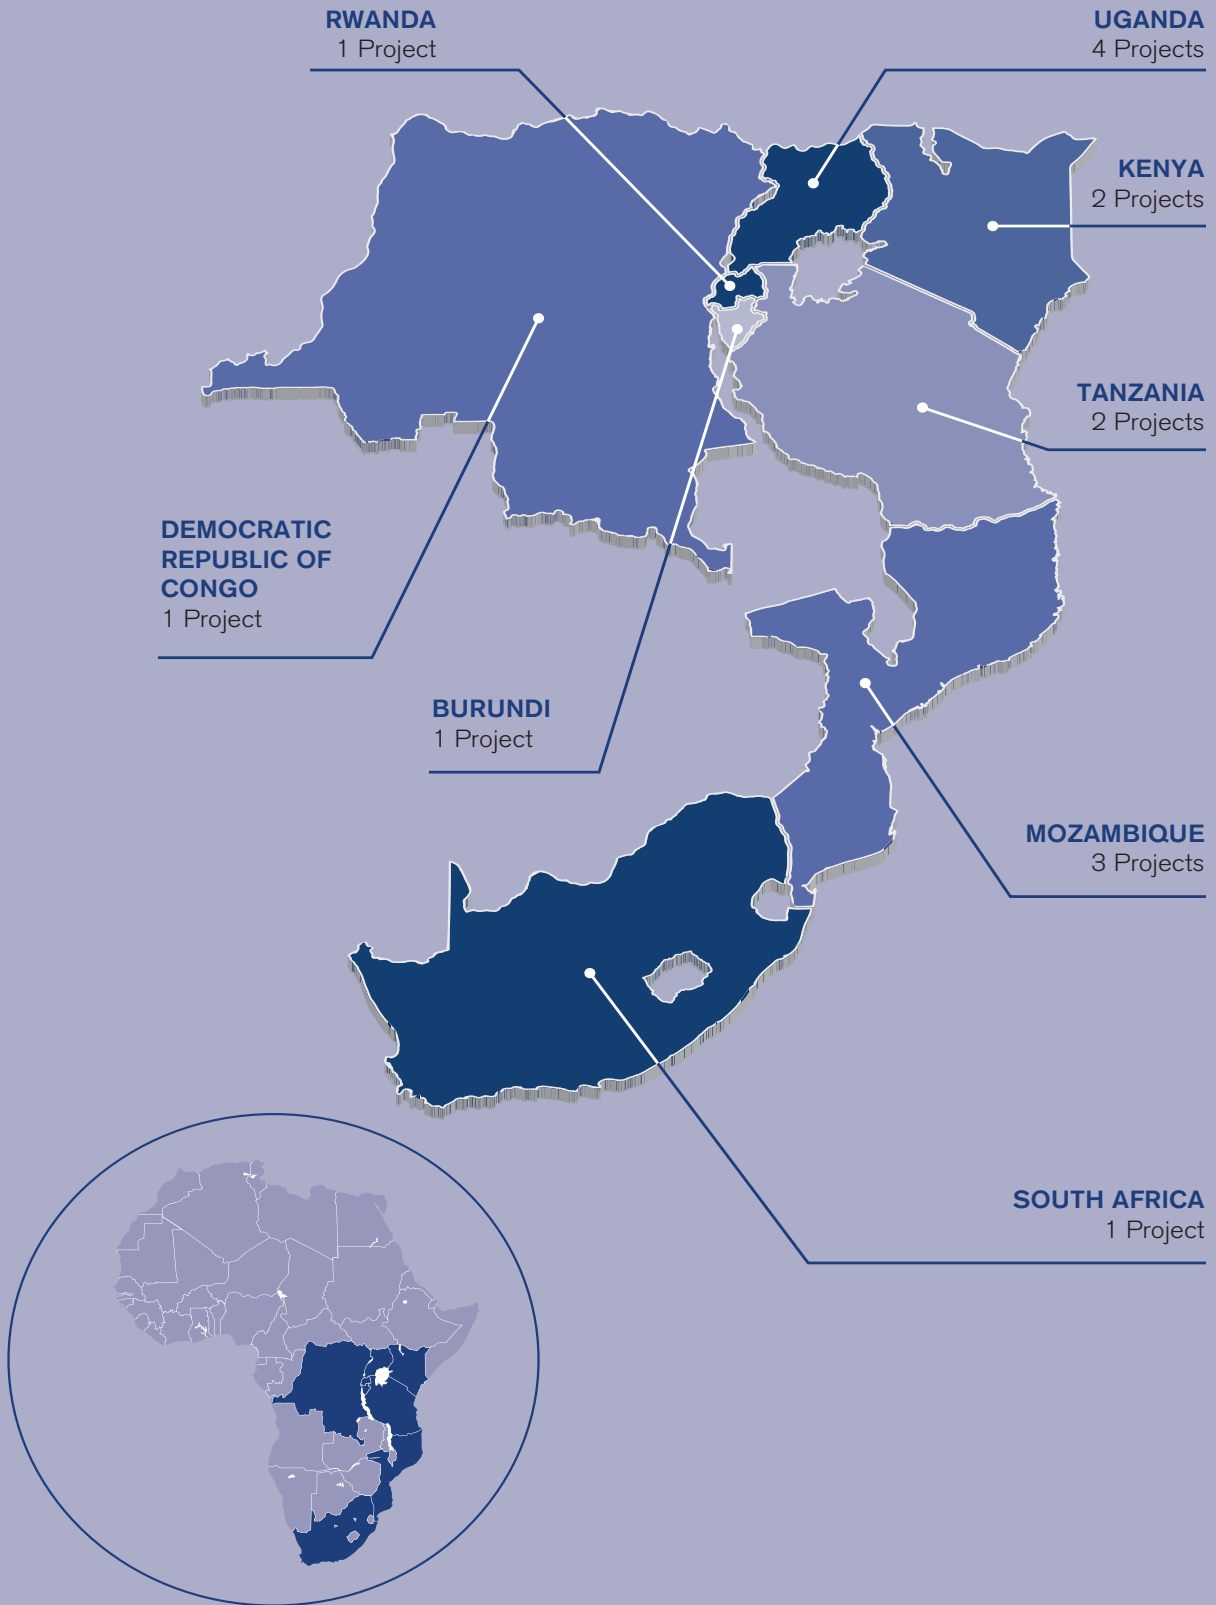 RWANDA
1 Project
UGANDA
4 Projects
KENYA
2 Projects
TANZANIA
2 Projects
DEMOCRATIC
REPUBLIC OF
CONGO
1 Project
BURUNDI
1 Project
MOZAMBIQUE
3 Projects
SOUTH AFRICA
1 Project